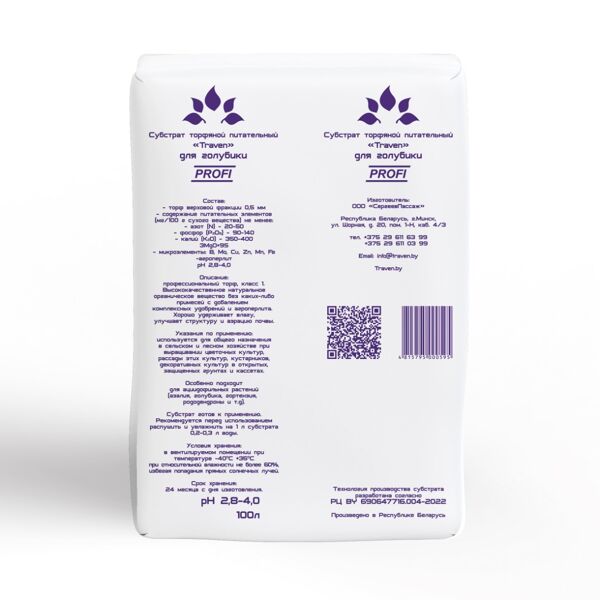 Субстрат торфяной питательный
«Traven»
для голубики
PROFI
Состав:
- торф верховой фракции 0,5 мм
- содержание питательных элементов
(мг/100 г сухого вещества) не менее:
- азот (N) - 20-60
- фосфор (P₂O₅) - 90-140
- калий (K₂O) - 350-400
3MgO+9S
- микроэлементы: B, Mo, Cu, Zn, Mn, Fe
-агроперлит
pH 2,8-4,0
Описание:
профессиональный торф, класс 1.
Высококачественное натуральное
органическое вещество без каких-либо
примесей с добавлением
комплексных удобрений и агроперлита.
Хорошо удерживает влагу,
улучшает структуру и аэрацию почвы.
Указания по применению:
используется для общего назначения
в сельском и лесном хозяйстве при
выращивании цветочных культур,
рассады этих культур, кустарников,
декоративных культур в открытых,
защищенных грунтах и кассетах.
Особенно подходит
для ацидофильных растений
(азалия, голубика, гортензия,
рододендроны и т.д).
Субстрат готов к применению.
Рекомендуется перед использованием
распушить и увлажнить на 1 л субстрата
0,2-0,3 л воды.
Условия хранения:
в вентилируемом помещении при
температуре -40°C +35°C
при относительной влажности не более 60%,
избегая попадания прямых солнечных лучей.
Срок хранения:
24 месяца с дня изготовления.
pH 2,8-4,0
100л
Субстрат торфяной питательный
«Traven»
для голубики
PROFI
Изготовитель:
ООО «СергеевПассаж»
Республика Беларусь, г.Минск,
ул. Шорная, д. 20, пом. 1-Н, каб. 4/3
тел. +375 29 611 63 99
+375 29 611 03 99
Email: info@traven.by
Traven.by
4815795000595
Технология производства субстрата
разработана согласно
РЦ BY 690647716.004-2022
Произведено в Республике Беларусь